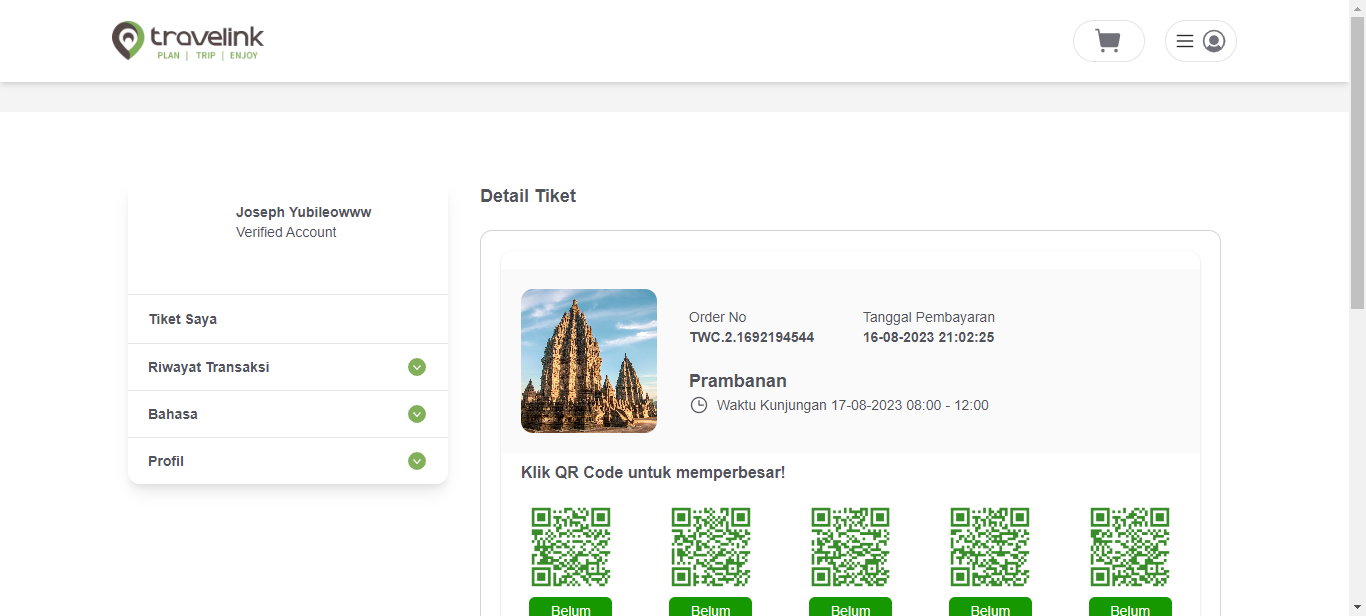 travelink
PLAN | TRIP | ENJOY
Joseph Yubileowww
Verified Account
Tiket Saya
Riwayat Transaksi
Bahasa
Profil
Detail Tiket
Order No
TWC.2.1692194544
Tanggal Pembayaran
16-08-2023 21:02:25
Prambanan
Waktu Kunjungan 17-08-2023 08:00 - 12:00
Klik QR Code untuk memperbesar!
Belum Belum Belum Belum Belum